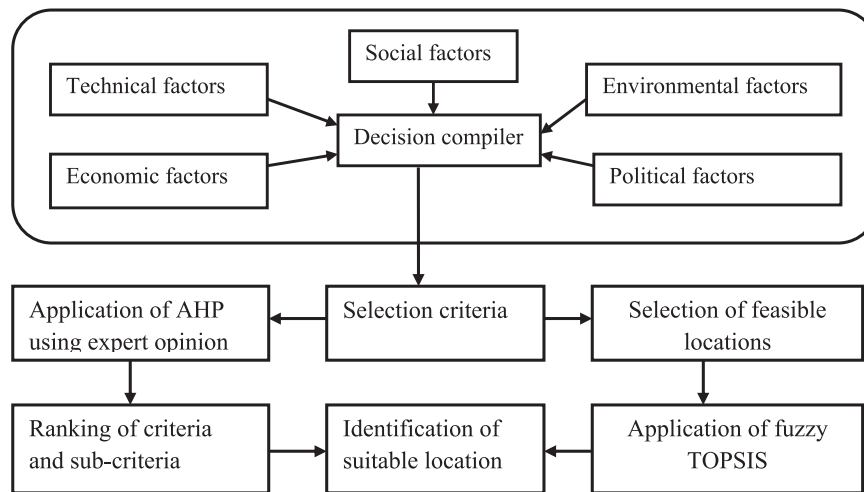 Social factors
Technical factors
Environmental factors
Decision compiler
Economic factors
Political factors
Application of AHP
using expert opinion
Selection criteria
Selection of feasible
locations
Ranking of criteria
and sub-criteria
Identification of
suitable location
Application of fuzzy
TOPSIS